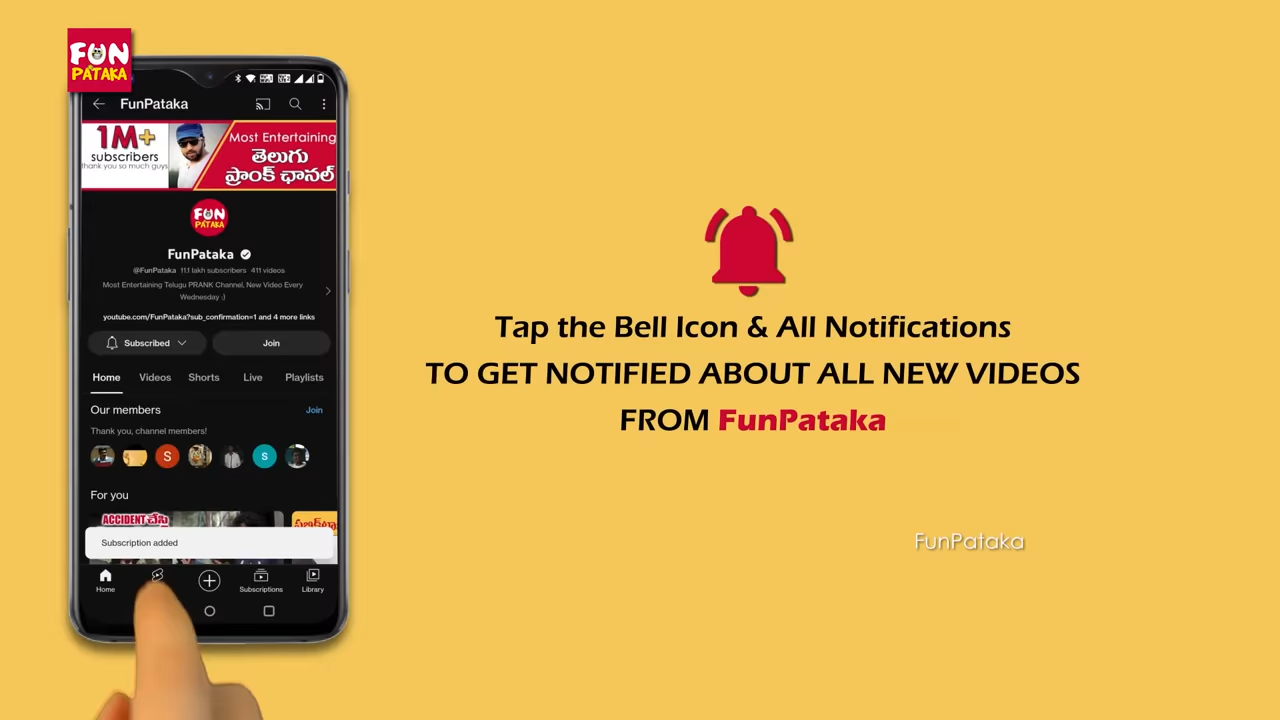 FUN
PATAKA
FunPataka
1M+
subscribers
thank you so much guys
Most Entertaining
తెలుగు
ప్రాంక్ ఛానల్
FUN
PATAKA
FunPataka
@FunPataka 11.1 lakh subscribers 411 videos
Most Entertaining Telugu PRANK Channel, New Video Every
Wednesday :)
youtube.com/FunPataka?sub_confirmation=1 and 4 more links
Subscribed
Join
Home Videos Shorts Live Playlists
Our members
Join
Thank you, channel members!
S
S
For you
ACCIDENT చేసి
Subscription added
Home
Subscriptions
Library
Tap the Bell Icon & All Notifications
TO GET NOTIFIED ABOUT ALL NEW VIDEOS
FROM FunPataka
FunPataka